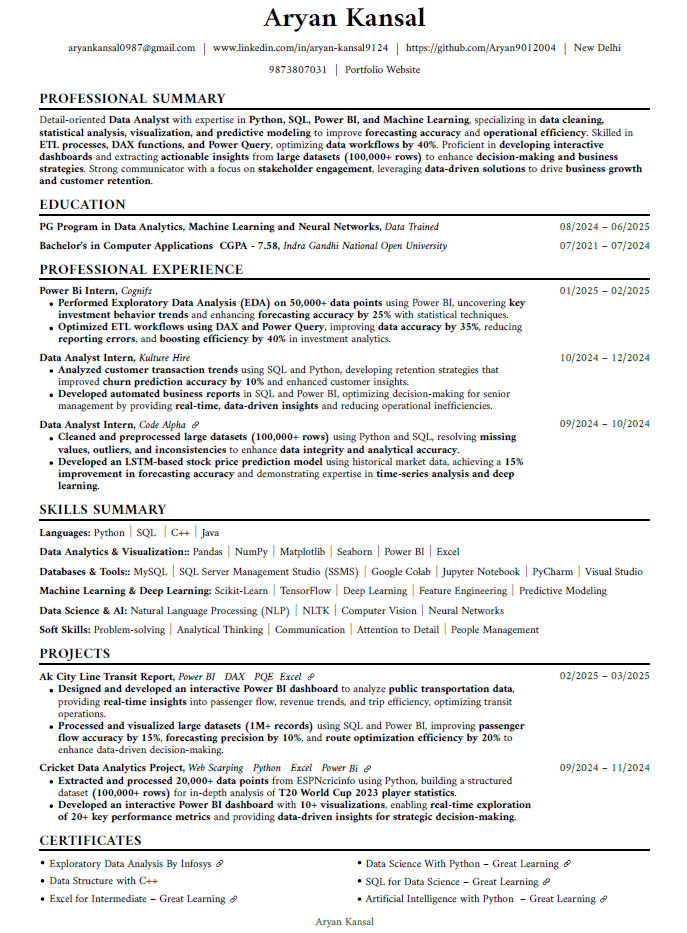 Aryan Kansal
aryankansal0987@gmail.com | www.linkedin.com/in/aryan-kansal9124 | https://github.com/Aryan9012004 | New Delhi
9873807031 | Portfolio Website
PROFESSIONAL SUMMARY
Detail-oriented Data Analyst with expertise in Python, SQL, Power BI, and Machine Learning, specializing in data cleaning,
statistical analysis, visualization, and predictive modeling to improve forecasting accuracy and operational efficiency. Skilled in
ETL processes, DAX functions, and Power Query, optimizing data workflows by 40%. Proficient in developing interactive
dashboards and extracting actionable insights from large datasets (100,000+ rows) to enhance decision-making and business
strategies. Strong communicator with a focus on stakeholder engagement, leveraging data-driven solutions to drive business growth
and customer retention.
EDUCATION
PG Program in Data Analytics, Machine Learning and Neural Networks, Data Trained 08/2024 – 06/2025
Bachelor's in Computer Applications CGPA - 7.58, Indra Gandhi National Open University 07/2021 – 07/2024
PROFESSIONAL EXPERIENCE
Power Bi Intern, Cognifz 01/2025 – 02/2025
• Performed Exploratory Data Analysis (EDA) on 50,000+ data points using Power BI, uncovering key
investment behavior trends and enhancing forecasting accuracy by 25% with statistical techniques.
• Optimized ETL workflows using DAX and Power Query, improving data accuracy by 35%, reducing
reporting errors, and boosting efficiency by 40% in investment analytics.
Data Analyst Intern, Kulture Hire 10/2024 – 12/2024
• Analyzed customer transaction trends using SQL and Python, developing retention strategies that
improved churn prediction accuracy by 10% and enhanced customer insights.
• Developed automated business reports in SQL and Power BI, optimizing decision-making for senior
management by providing real-time, data-driven insights and reducing operational inefficiencies.
Data Analyst Intern, Code Alpha 09/2024 – 10/2024
• Cleaned and preprocessed large datasets (100,000+ rows) using Python and SQL, resolving missing
values, outliers, and inconsistencies to enhance data integrity and analytical accuracy.
• Developed an LSTM-based stock price prediction model using historical market data, achieving a 15%
improvement in forecasting accuracy and demonstrating expertise in time-series analysis and deep
learning.
SKILLS SUMMARY
Languages: Python | SQL | C++ | Java
Data Analytics & Visualization:: Pandas | NumPy | Matplotlib | Seaborn | Power BI | Excel
Databases & Tools:: MySQL | SQL Server Management Studio (SSMS) | Google Colab | Jupyter Notebook | PyCharm | Visual Studio
Machine Learning & Deep Learning: Scikit-Learn | TensorFlow | Deep Learning | Feature Engineering | Predictive Modeling
Data Science & AI: Natural Language Processing (NLP) | NLTK | Computer Vision | Neural Networks
Soft Skills: Problem-solving | Analytical Thinking | Communication | Attention to Detail | People Management
PROJECTS
Ak City Line Transit Report, Power BI DAX PQE Excel 02/2025 – 03/2025
• Designed and developed an interactive Power BI dashboard to analyze public transportation data,
providing real-time insights into passenger flow, revenue trends, and trip efficiency, optimizing transit
operations.
• Processed and visualized large datasets (1M+ records) using SQL and Power BI, improving passenger
flow accuracy by 15%, forecasting precision by 10%, and route optimization efficiency by 20% to
enhance data-driven decision-making.
Cricket Data Analytics Project, Web Scarping Python Excel Power Bi 09/2024 – 11/2024
• Extracted and processed 20,000+ data points from ESPNcricinfo using Python, building a structured
dataset (100,000+ rows) for in-depth analysis of T20 World Cup 2023 player statistics.
• Developed an interactive Power BI dashboard with 10+ visualizations, enabling real-time exploration
of 20+ key performance metrics and providing data-driven insights for strategic decision-making.
CERTIFICATES
• Exploratory Data Analysis By Infosys
• Data Structure with C++
• Excel for Intermediate – Great Learning
• Data Science With Python – Great Learning
• SQL for Data Science – Great Learning
• Artificial Intelligence with Python – Great Learning
Aryan Kansal